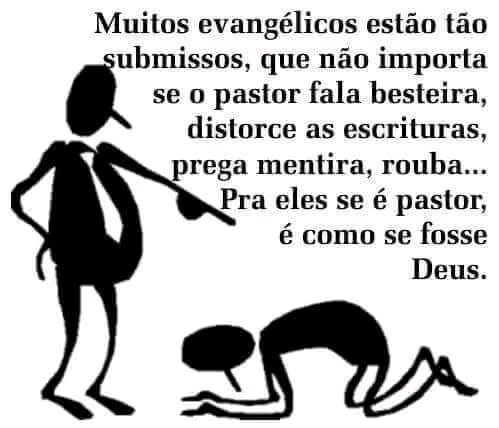 Muitos evangélicos estão tão
submissos, que não importa
se o pastor fala besteira,
distorce as escrituras,
prega mentira, rouba...
Pra eles se é pastor,
é como se fosse
Deus.